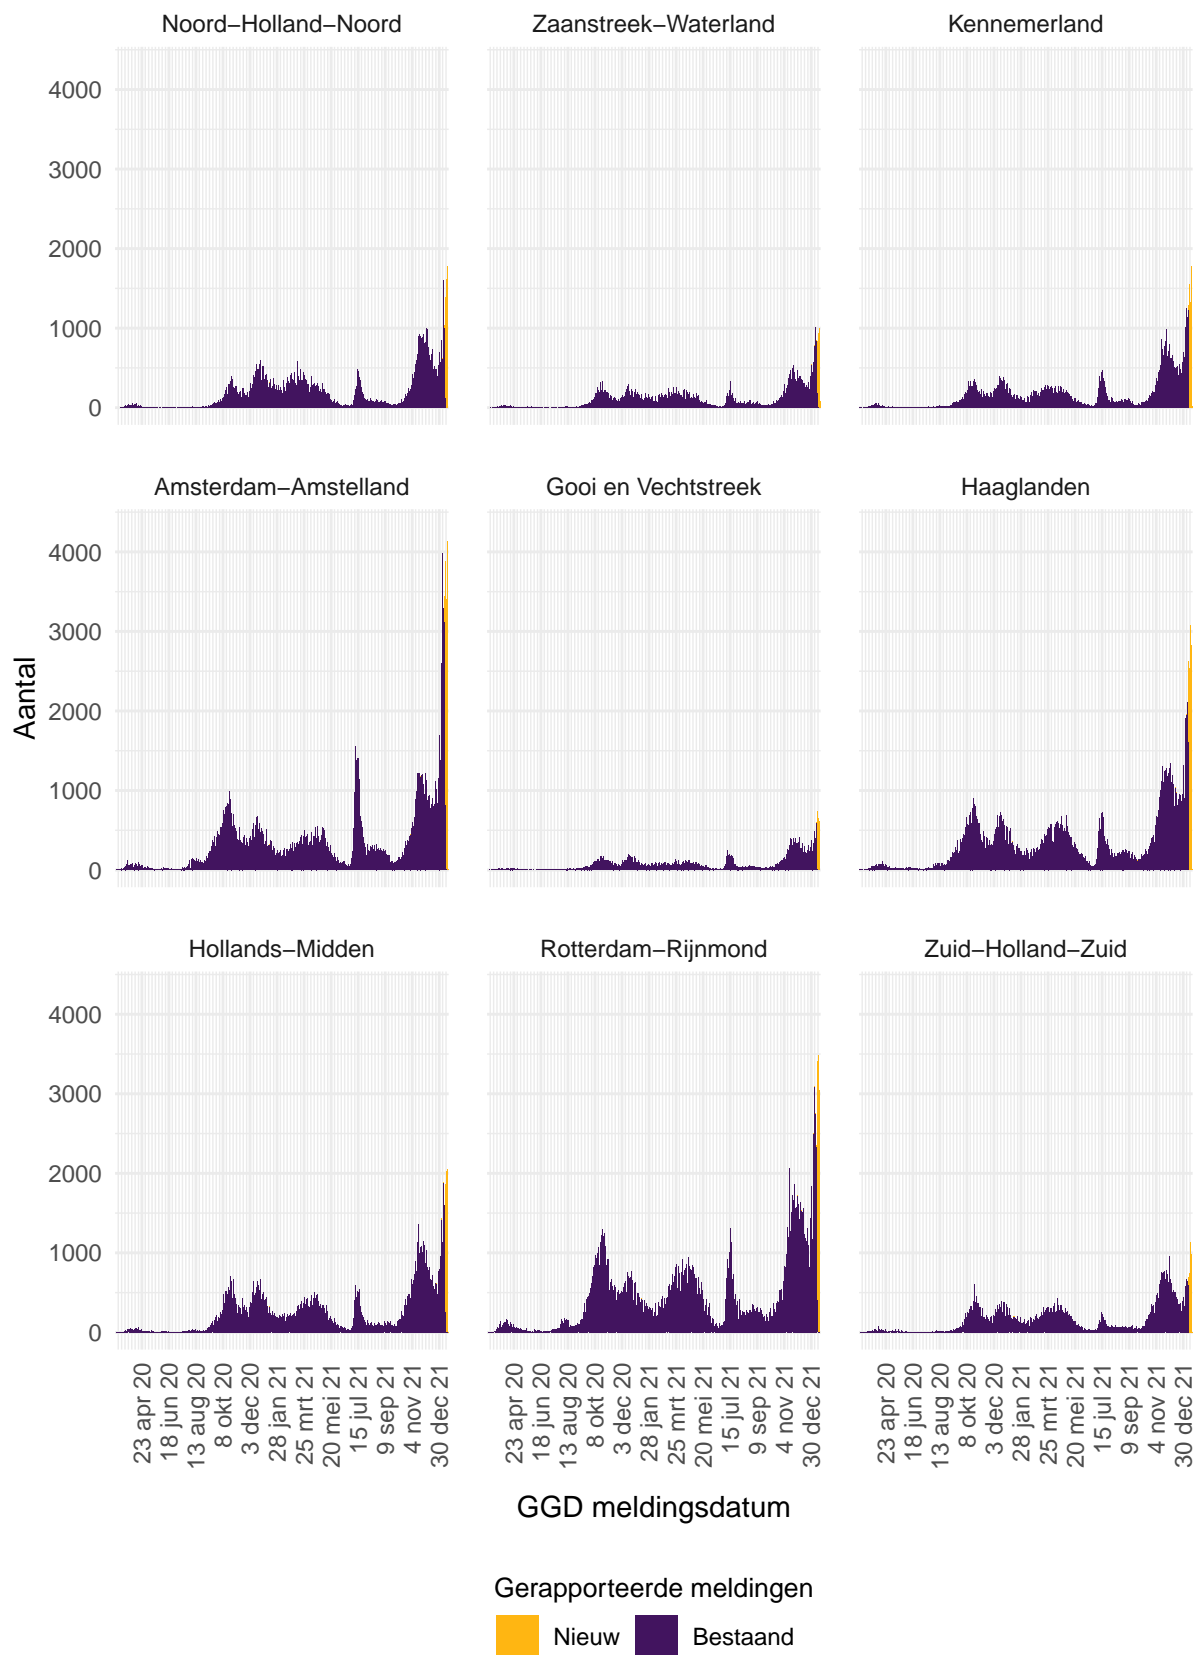 Noord−Holland−Noord Zaanstreek−Waterland Kennemerland
4000
3000
2000
1000
0
Amsterdam−Amstelland Gooi en Vechtstreek Haaglanden
4000
3000
2000
1000
0
Aantal
Hollands−Midden Rotterdam−Rijnmond Zuid−Holland−Zuid
4000
3000
2000
1000
0
23 apr 20 18 jun 20 13 aug 20 8 okt 20 3 dec 20 28 jan 21 25 mrt 21 20 mei 21 15 jul 21 9 sep 21 4 nov 21 30 dec 21
23 apr 20 18 jun 20 13 aug 20 8 okt 20 3 dec 20 28 jan 21 25 mrt 21 20 mei 21 15 jul 21 9 sep 21 4 nov 21 30 dec 21
23 apr 20 18 jun 20 13 aug 20 8 okt 20 3 dec 20 28 jan 21 25 mrt 21 20 mei 21 15 jul 21 9 sep 21 4 nov 21 30 dec 21
GGD meldingsdatum
Gerapporteerde meldingen
Nieuw Bestaand